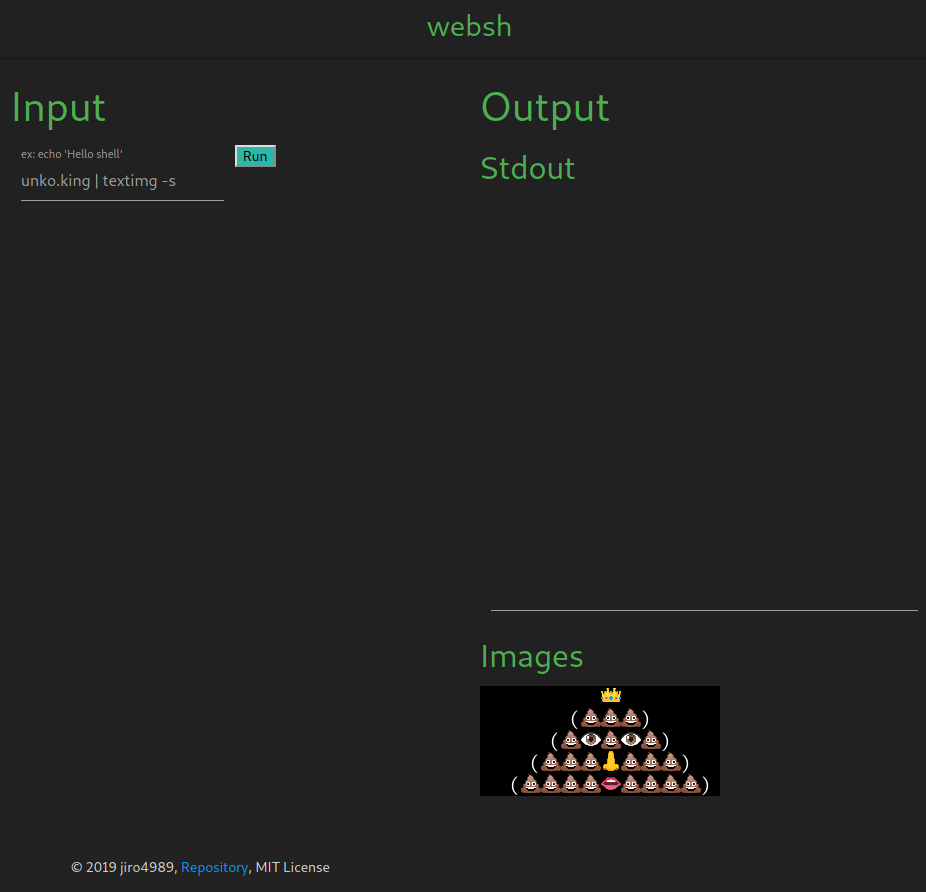 websh
Input
ex: echo 'Hello shell'
unko.king | textimg -s
Run
Output
Stdout
Images
👑
(💩💩💩)
(💩👁💩👁💩)
(💩💩💩👃💩💩💩)
(💩💩💩💩👄💩💩💩💩)
© 2019 jiro4989, Repository, MIT License